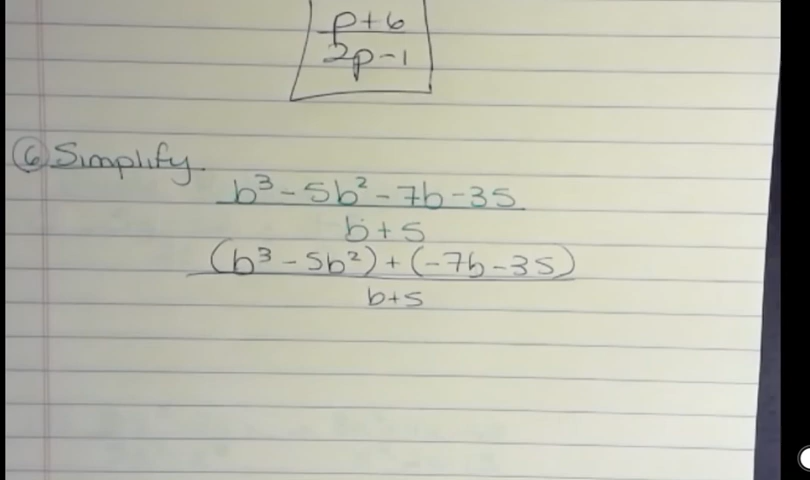 p+6
2p-1
⑥ Simplify
b³ - 5b² - 7b - 35
b + 5
(b³ - 5b²) + (-7b - 35)
b+5